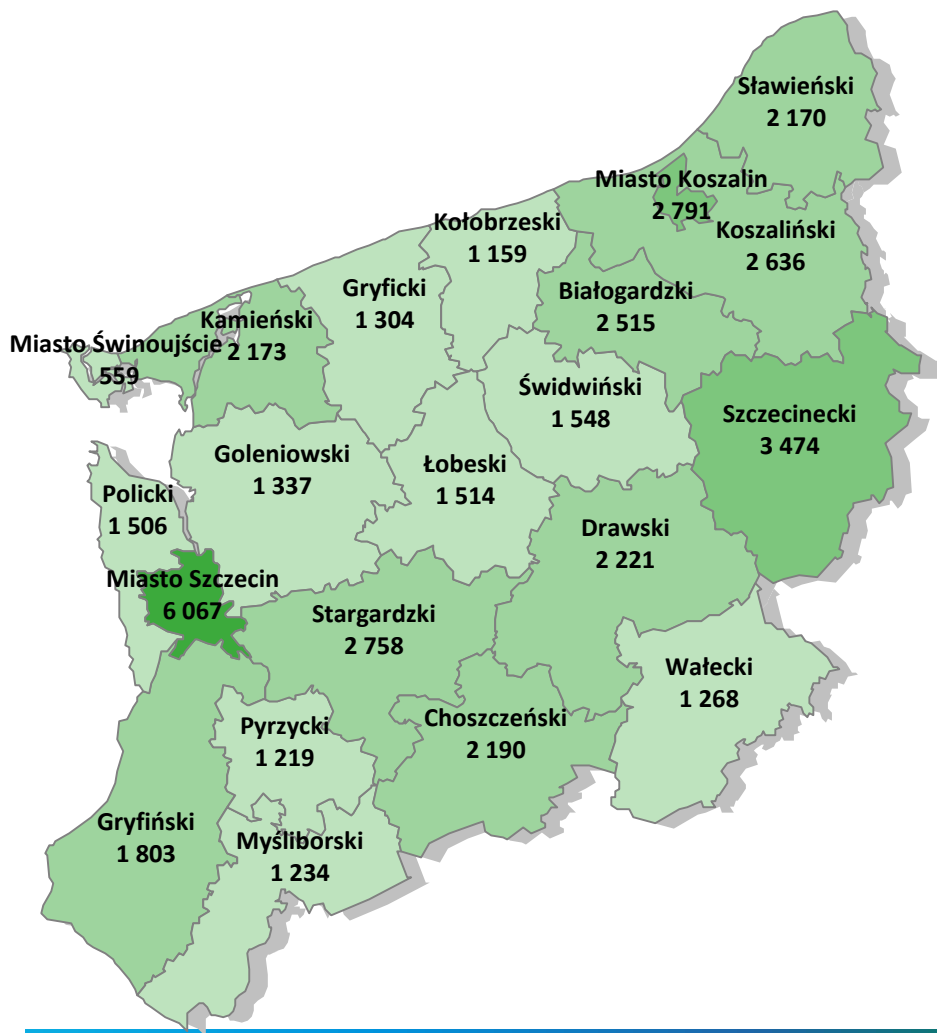 Sławieński
2 170
Miasto Koszalin
2 791
Kołobrzeski
1 159
Koszaliński
2 636
Gryficki
1 304
Białogardzki
2 515
Kamieński
2 173
Miasto Świnoujście
559
Świdwiński
1 548
Szczecinecki
3 474
Goleniowski
1 337
Łobeski
1 514
Policki
1 506
Drawski
2 221
Miasto Szczecin
6 067
Stargardzki
2 758
Wałecki
1 268
Choszczeński
2 190
Pyrzycki
1 219
Gryfiński
1 803
Myśliborski
1 234